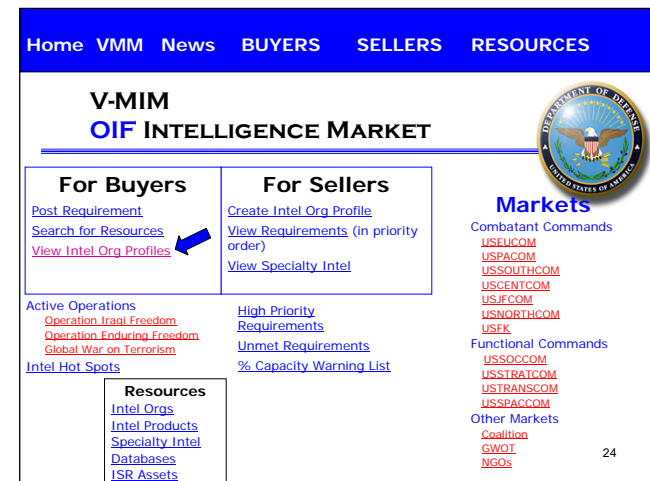 Home VMM News BUYERS SELLERS RESOURCES
V-MIM
OIF INTELLIGENCE MARKET
DEPARTMENT OF DEFENSE
UNITED STATES OF AMERICA
For Buyers
Post Requirement
Search for Resources
View Intel Org Profiles
For Sellers
Create Intel Org Profile
View Requirements (in priority
order)
View Specialty Intel
Active Operations
Operation Iraqi Freedom
Operation Enduring Freedom
Global War on Terrorism
Intel Hot Spots
High Priority
Requirements
Unmet Requirements
% Capacity Warning List
Resources
Intel Orgs
Intel Products
Specialty Intel
Databases
ISR Assets
Markets
Combatant Commands
USEUCOM
USPACOM
USSOUTHCOM
USCENTCOM
USJFCOM
USNORTHCOM
USFK
Functional Commands
USSOCCOM
USSTRATCOM
USTRANSCOM
USSPACCOM
Other Markets
Coalition
GWOT
NGOs
24